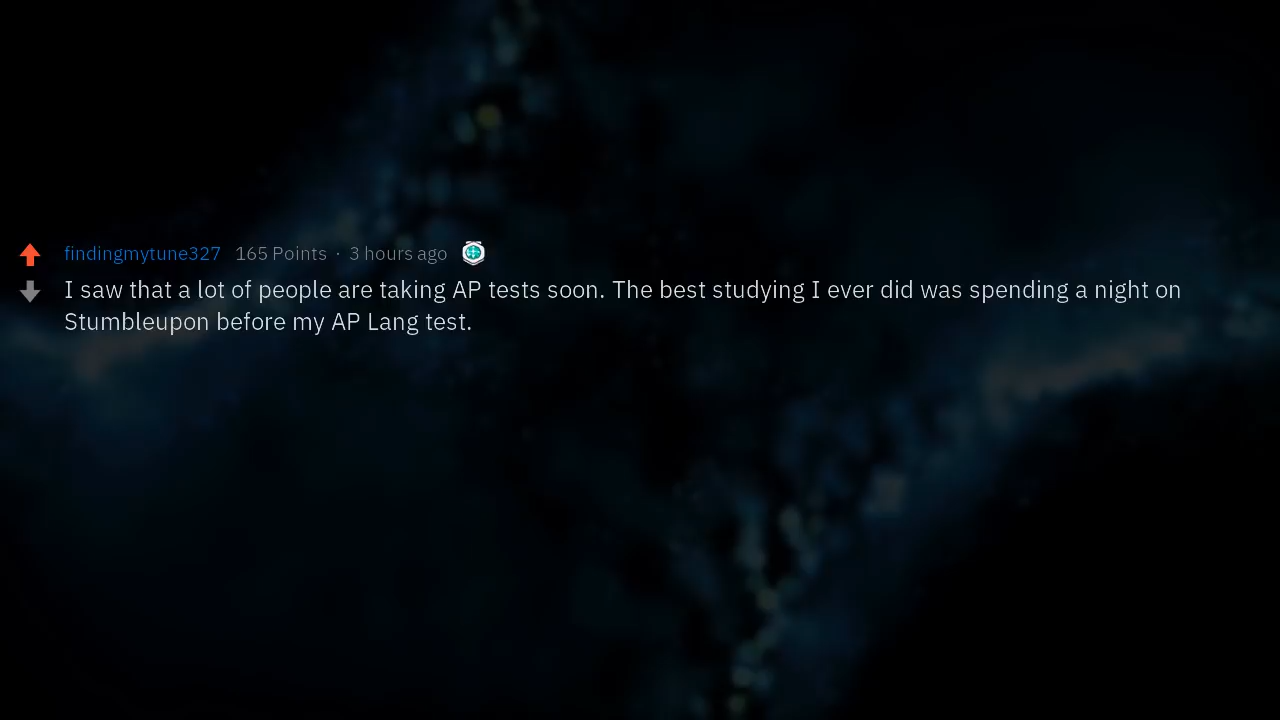 findingmytune327 165 Points · 3 hours ago
I saw that a lot of people are taking AP tests soon. The best studying I ever did was spending a night on
Stumbleupon before my AP Lang test.